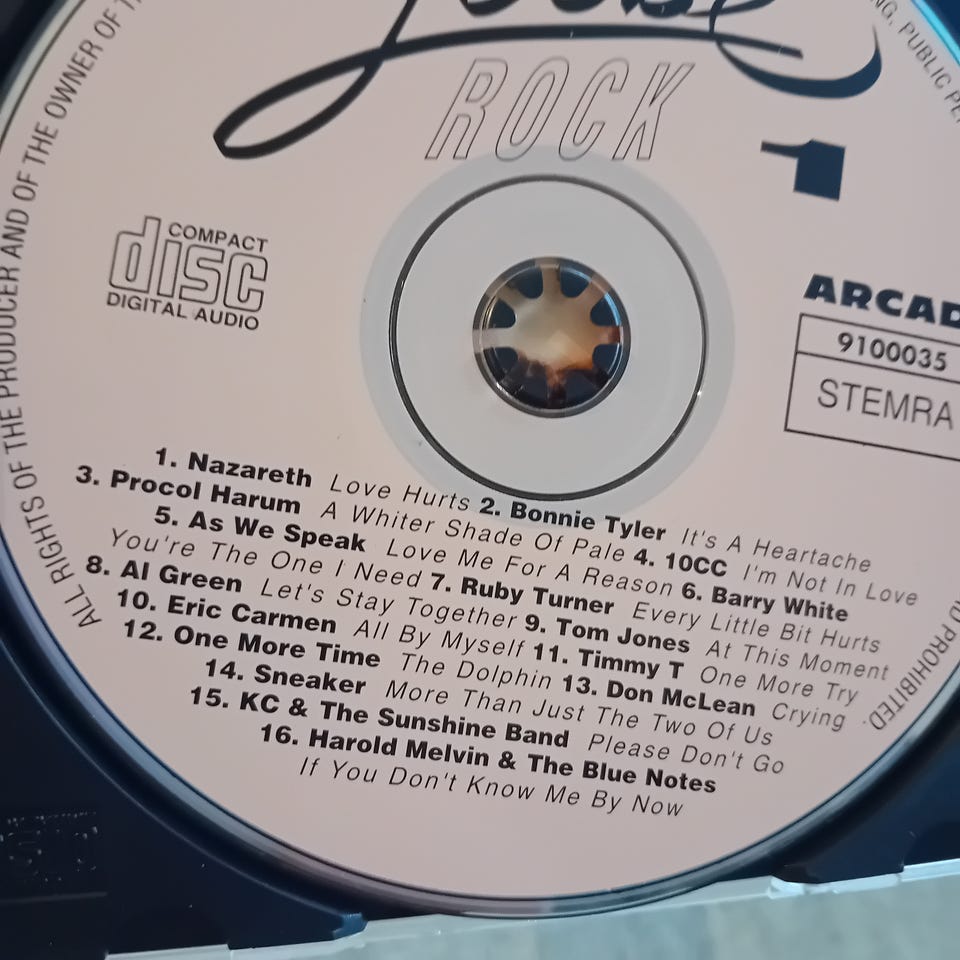 ROCK
1
COMPACT
disc
DIGITAL AUDIO
ARCAD
9100035
STEMRA
1. Nazareth Love Hurts 2. Bonnie Tyler It's A Heartache
3. Procol Harum A Whiter Shade Of Pale 4. 10CC I'm Not In Love
5. As We Speak Love Me For A Reason 6. Barry White
You're The One I Need 7. Ruby Turner Every Little Bit Hurts
8. Al Green Let's Stay Together 9. Tom Jones At This Moment
10. Eric Carmen All By Myself 11. Timmy T One More Try
12. One More Time The Dolphin 13. Don McLean Crying
14. Sneaker More Than Just The Two Of Us
15. KC & The Sunshine Band Please Don't Go
16. Harold Melvin & The Blue Notes
If You Don't Know Me By Now
ALL RIGHTS OF THE PRODUCER AND OF THE OWNER OF
PUBLIC
PROHIBITED